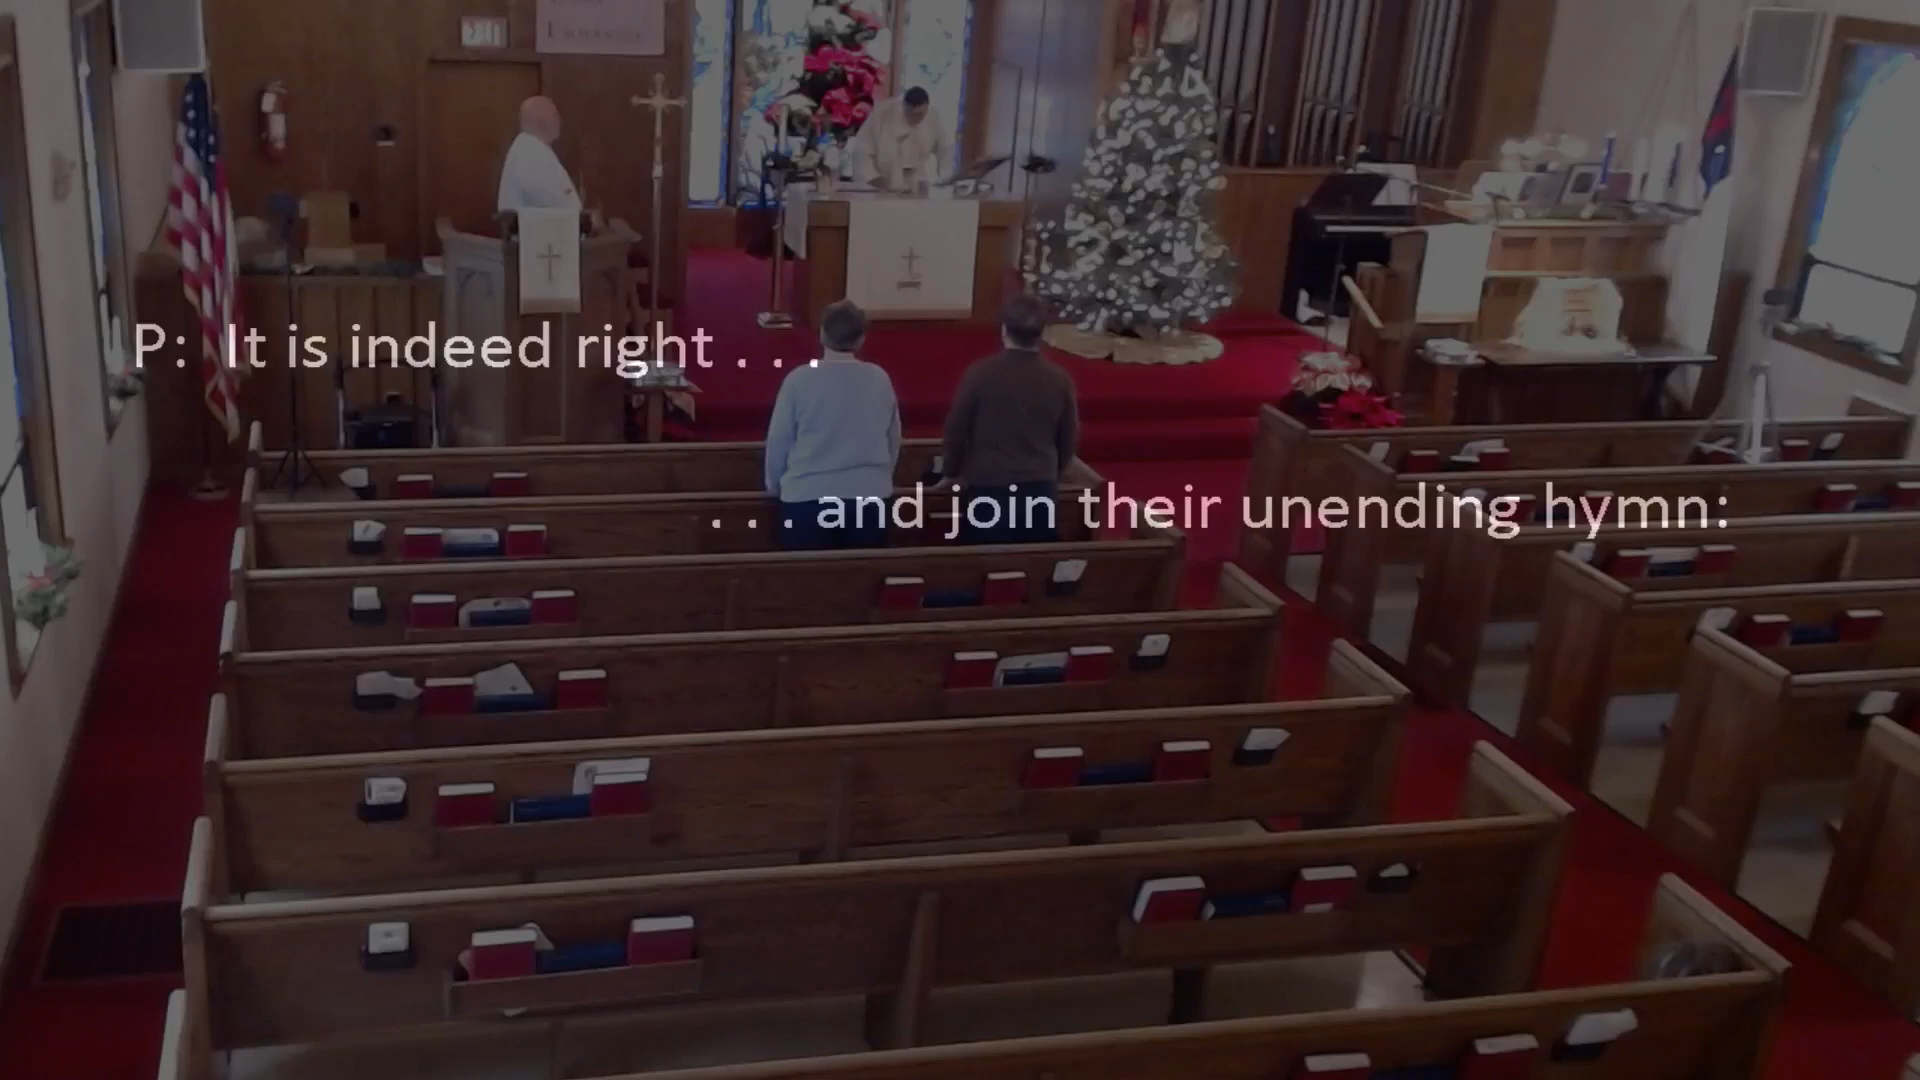 P:  It is indeed right . . .
. . . and join their unending hymn: